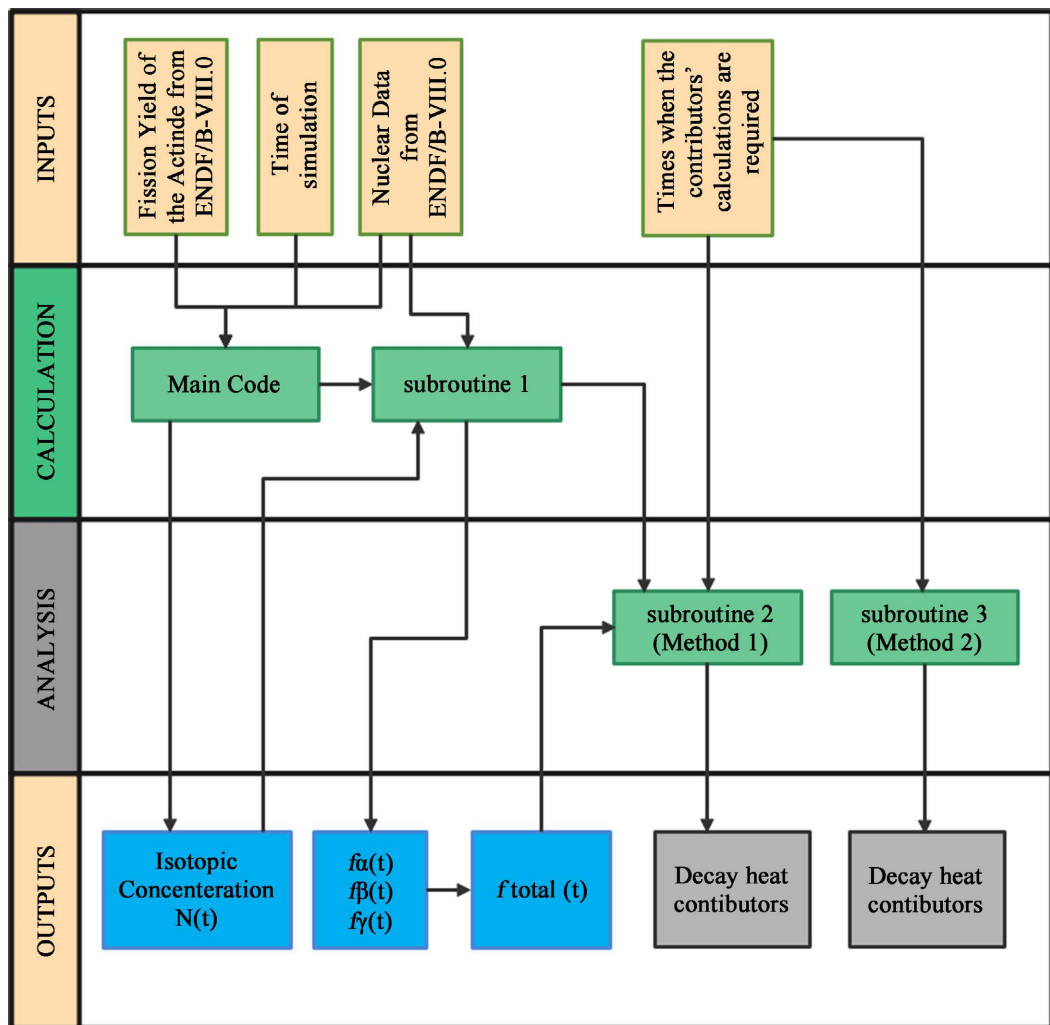 INPUTS
Fission Yield of
the Actinde from
ENDF/B-VIII.0
Time of
simulation
Nuclear Data
from
ENDF/B-VIII.0
Times when the
contributors'
calculations are
required
CALCULATION
Main Code
subroutine 1
ANALYSIS
subroutine 2
(Method 1)
subroutine 3
(Method 2)
OUTPUTS
Isotopic
Concenteration
N(t)
fα(t)
fβ(t)
fγ(t)
f total (t)
Decay heat
contibutors
Decay heat
contibutors